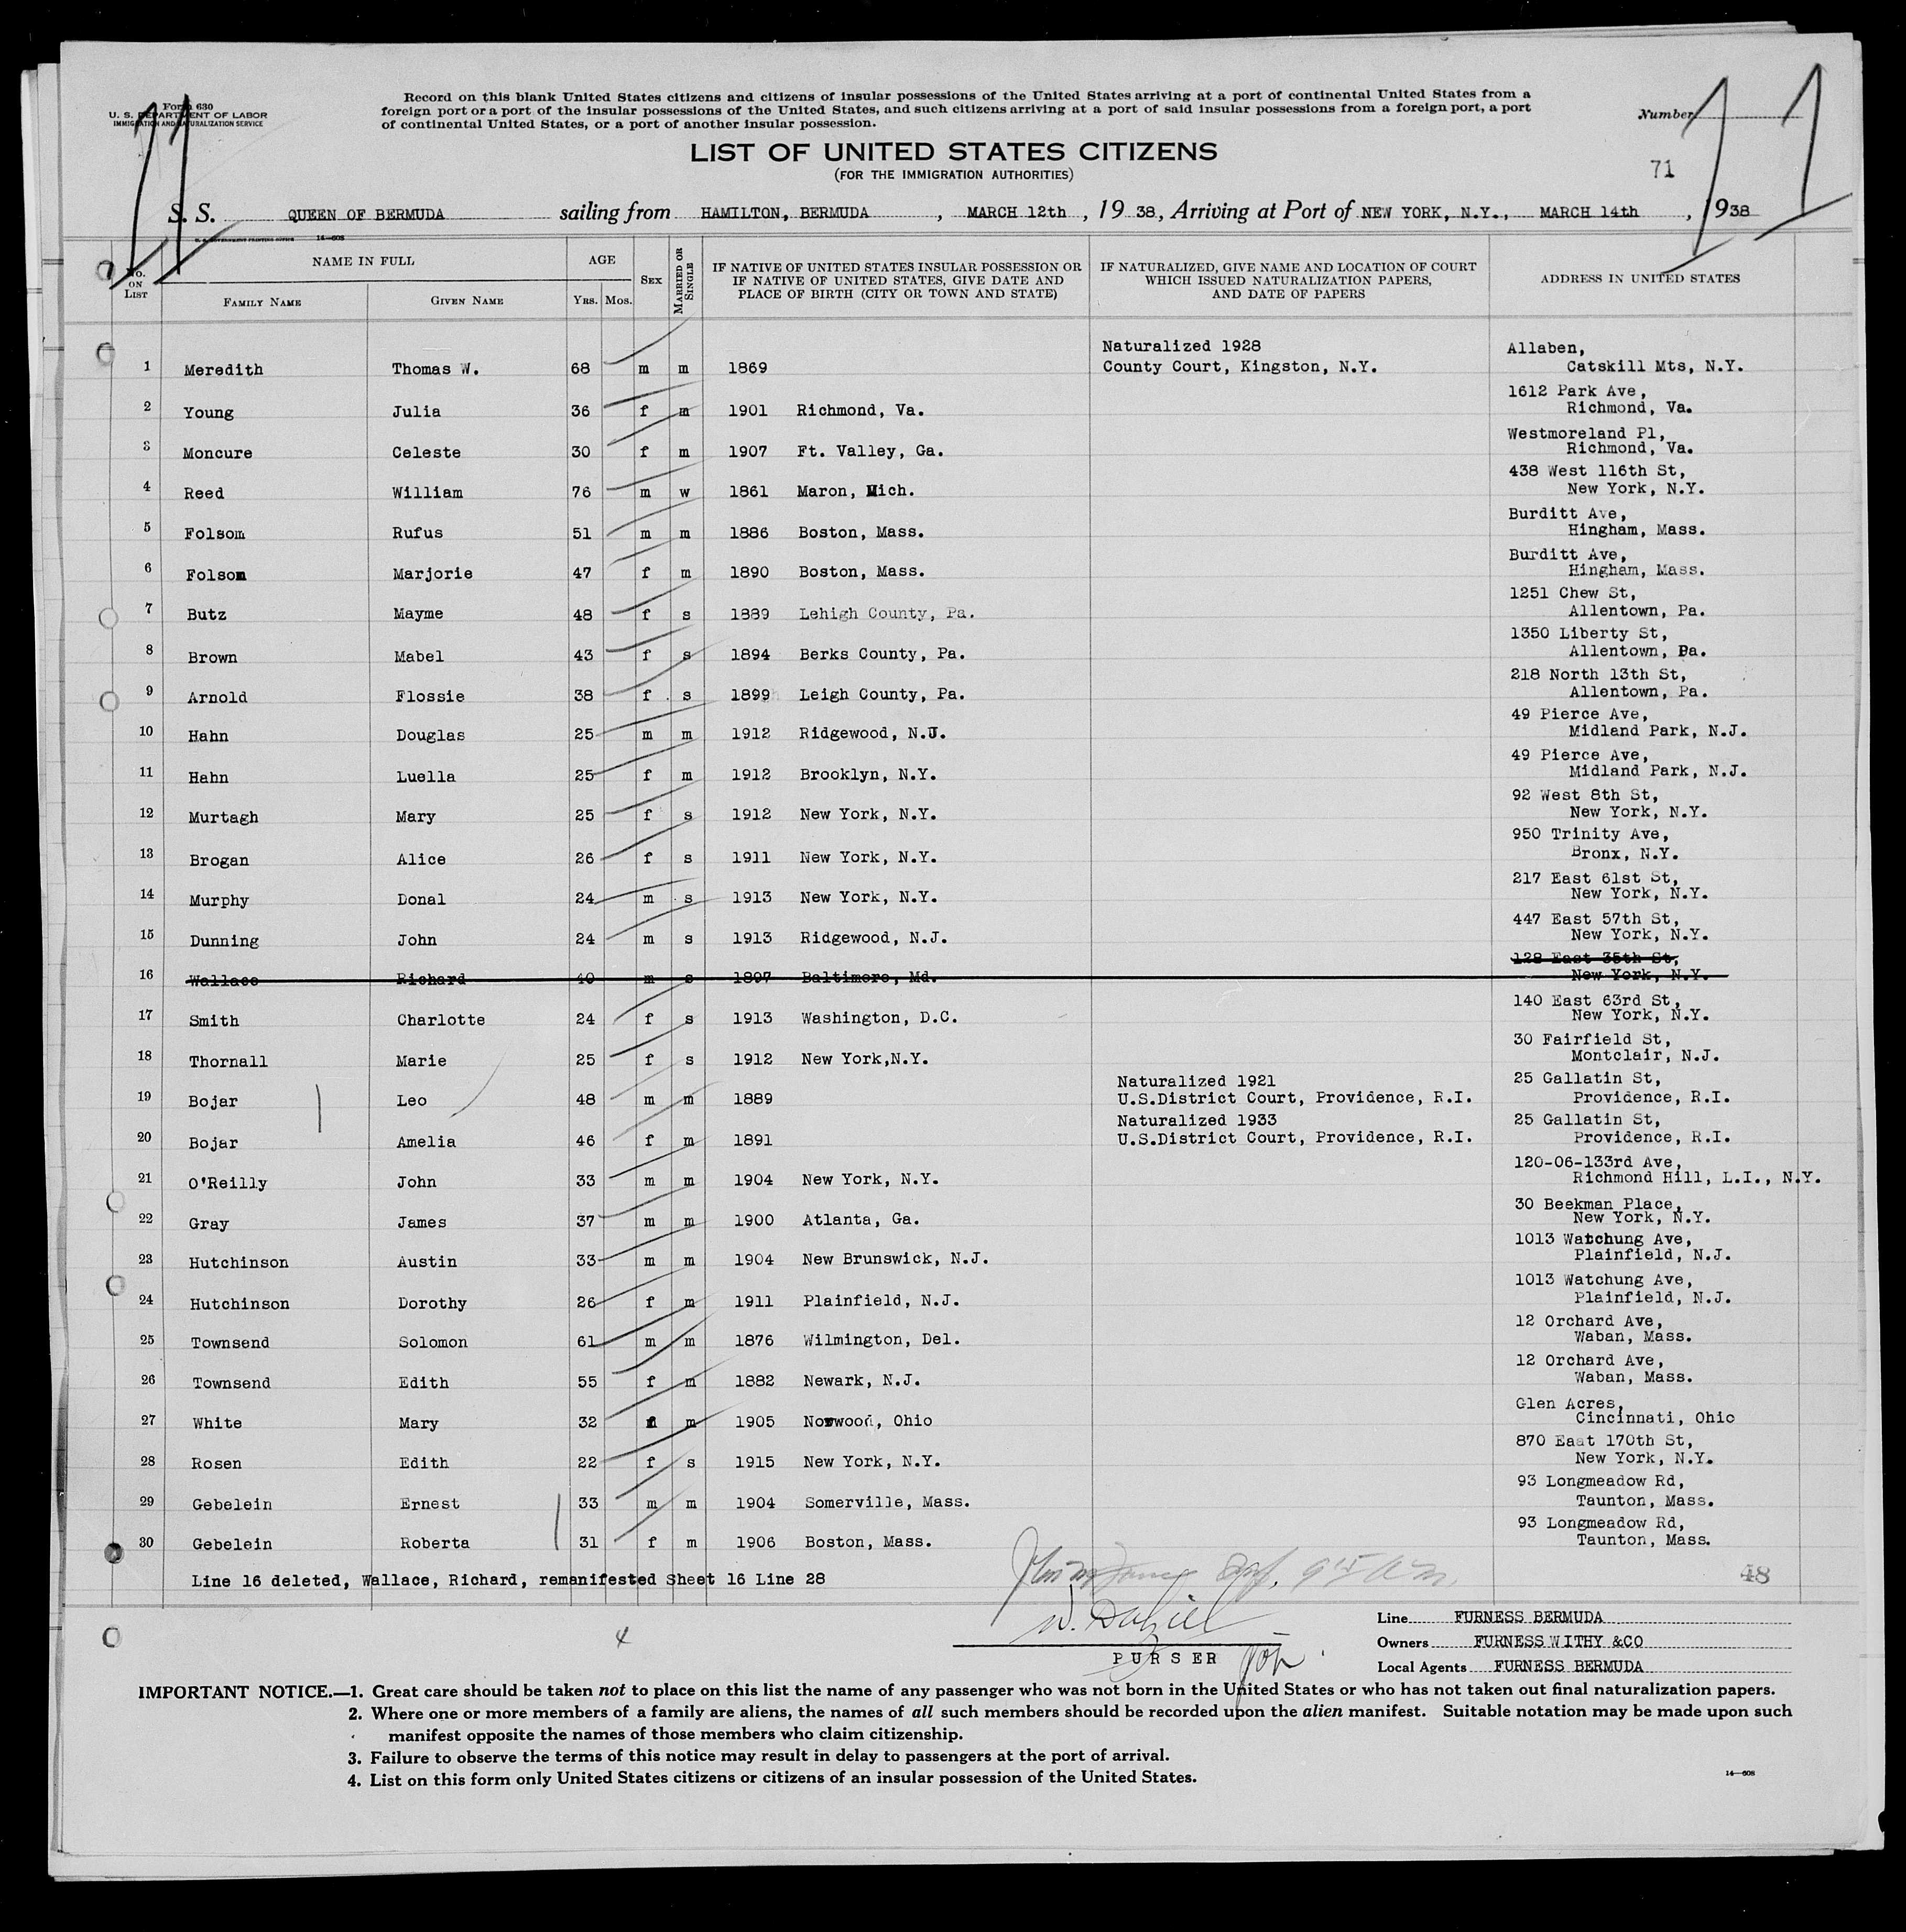 Form 630
U. S. DEPARTMENT OF LABOR
IMMIGRATION AND NATURALIZATION SERVICE
Record on this blank United States citizens and citizens of insular possessions of the United States arriving at a port of continental United States from a
foreign port or a port of the insular possessions of the United States, and such citizens arriving at a port of said insular possessions from a foreign port, a port
of continental United States, or a port of another insular possession.
Number
11
11
LIST OF UNITED STATES CITIZENS
(FOR THE IMMIGRATION AUTHORITIES)
71
S. S. QUEEN OF BERMUDA sailing from HAMILTON, BERMUDA, MARCH 12th, 19 38, Arriving at Port of NEW YORK, N.Y., MARCH 14th, 1938
U. S. GOVERNMENT PRINTING OFFICE 14—608
No. ON LIST NAME IN FULL AGE SEX MARRIED OR SINGLE IF NATIVE OF UNITED STATES INSULAR POSSESSION OR IF NATIVE OF UNITED STATES, GIVE DATE AND PLACE OF BIRTH (CITY OR TOWN AND STATE) IF NATURALIZED, GIVE NAME AND LOCATION OF COURT WHICH ISSUED NATURALIZATION PAPERS, AND DATE OF PAPERS ADDRESS IN UNITED STATES
FAMILY NAME GIVEN NAME YRS. MOS.
Naturalized 1928 Allaben,
1 Meredith Thomas W. 68 m m 1869 County Court, Kingston, N.Y. Catskill Mts, N.Y.
1612 Park Ave,
2 Young Julia 36 f m 1901 Richmond, Va. Richmond, Va.
Westmoreland Pl,
3 Moncure Celeste 30 f m 1907 Ft. Valley, Ga. Richmond, Va.
438 West 116th St,
4 Reed William 76 m w 1861 Maron, Mich. New York, N.Y.
Burditt Ave,
5 Folsom Rufus 51 m m 1886 Boston, Mass. Hingham, Mass.
Burditt Ave,
6 Folsom Marjorie 47 f m 1890 Boston, Mass. Hingham, Mass.
1251 Chew St,
7 Butz Mayme 48 f s 1889 Lehigh County, Pa. Allentown, Pa.
1350 Liberty St,
8 Brown Mabel 43 f s 1894 Berks County, Pa. Allentown, Pa.
218 North 13th St,
9 Arnold Flossie 38 f s 1899 Leigh County, Pa. Allentown, Pa.
49 Pierce Ave,
10 Hahn Douglas 25 m m 1912 Ridgewood, N.J. Midland Park, N.J.
49 Pierce Ave,
11 Hahn Luella 25 f m 1912 Brooklyn, N.Y. Midland Park, N.J.
92 West 8th St,
12 Murtagh Mary 25 f s 1912 New York, N.Y. New York, N.Y.
950 Trinity Ave,
13 Brogan Alice 26 f s 1911 New York, N.Y. Bronx, N.Y.
217 East 61st St,
14 Murphy Donal 24 m s 1913 New York, N.Y. New York, N.Y.
447 East 57th St,
15 Dunning John 24 m s 1913 Ridgewood, N.J. New York, N.Y.
128 East 35th St,
16 Wallace Richard 40 m s 1897 Baltimore, Md. New York, N.Y.
140 East 63rd St,
17 Smith Charlotte 24 f s 1913 Washington, D.C. New York, N.Y.
30 Fairfield St,
18 Thornall Marie 25 f s 1912 New York,N.Y. Montclair, N.J.
Naturalized 1921 25 Gallatin St,
19 Bojar Leo 48 m m 1889 U.S.District Court, Providence, R.I. Providence, R.I.
Naturalized 1933 25 Gallatin St,
20 Bojar Amelia 46 f m 1891 U.S.District Court, Providence, R.I. Providence, R.I.
120-06-133rd Ave,
21 O'Reilly John 33 m m 1904 New York, N.Y. Richmond Hill, L.I., N.Y.
30 Beekman Place,
22 Gray James 37 m m 1900 Atlanta, Ga. New York, N.Y.
1013 Watchung Ave,
23 Hutchinson Austin 33 m m 1904 New Brunswick, N.J. Plainfield, N.J.
1013 Watchung Ave,
24 Hutchinson Dorothy 26 f m 1911 Plainfield, N.J. Plainfield, N.J.
12 Orchard Ave,
25 Townsend Solomon 61 m m 1876 Wilmington, Del. Waban, Mass.
12 Orchard Ave,
26 Townsend Edith 55 f m 1882 Newark, N.J. Waban, Mass.
Glen Acres,
27 White Mary 32 f m 1905 Norwood, Ohio Cincinnati, Ohio
870 East 170th St,
28 Rosen Edith 22 f s 1915 New York, N.Y. New York, N.Y.
93 Longmeadow Rd,
29 Gebelein Ernest 33 m m 1904 Somerville, Mass. Taunton, Mass.
93 Longmeadow Rd,
30 Gebelein Roberta 31 f m 1906 Boston, Mass. Taunton, Mass.
Line 16 deleted, Wallace, Richard, remanifested Sheet 16 Line 28
48
4
PURSER
Line FURNESS BERMUDA
Owners FURNESS WITHY &CO
Local Agents FURNESS BERMUDA
IMPORTANT NOTICE.—1. Great care should be taken not to place on this list the name of any passenger who was not born in the United States or who has not taken out final naturalization papers.
2. Where one or more members of a family are aliens, the names of all such members should be recorded upon the alien manifest. Suitable notation may be made upon such
manifest opposite the names of those members who claim citizenship.
3. Failure to observe the terms of this notice may result in delay to passengers at the port of arrival.
4. List on this form only United States citizens or citizens of an insular possession of the United States.
14—608